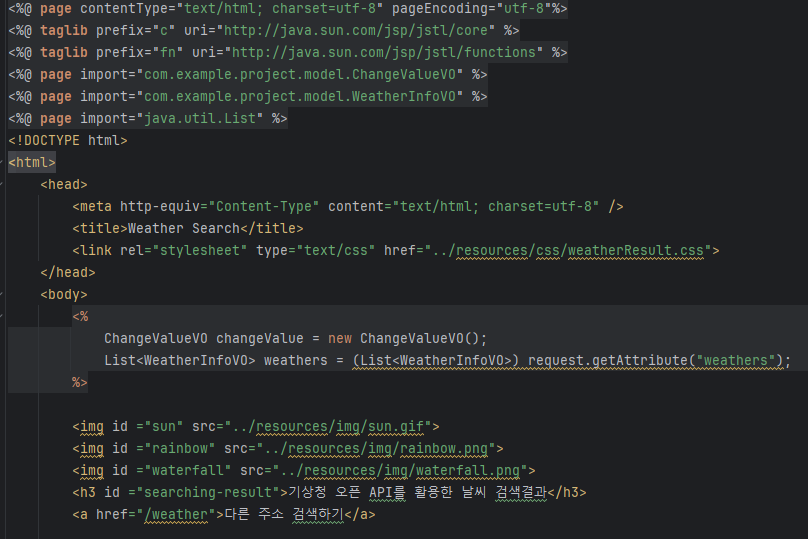 <%@ page contentType="text/html; charset=utf-8" pageEncoding="utf-8"%>
<%@ taglib prefix="c" uri="http://java.sun.com/jsp/jstl/core" %>
<%@ taglib prefix="fn" uri="http://java.sun.com/jsp/jstl/functions" %>
<%@ page import="com.example.project.model.ChangeValueVO" %>
<%@ page import="com.example.project.model.WeatherInfoVO" %>
<%@ page import="java.util.List" %>
<!DOCTYPE html>
<html>
<head>
<meta http-equiv="Content-Type" content="text/html; charset=utf-8" />
<title>Weather Search</title>
<link rel="stylesheet" type="text/css" href="../resources/css/weatherResult.css">
</head>
<body>
<%
ChangeValueVO changeValue = new ChangeValueVO();
List<WeatherInfoVO> weathers = (List<WeatherInfoVO>) request.getAttribute("weathers");
%>
<img id ="sun" src="../resources/img/sun.gif">
<img id ="rainbow" src="../resources/img/rainbow.png">
<img id ="waterfall" src="../resources/img/waterfall.png">
<h3 id ="searching-result">기상청 오픈 API를 활용한 날씨 검색결과</h3>
<a href="/weather">다른 주소 검색하기</a>